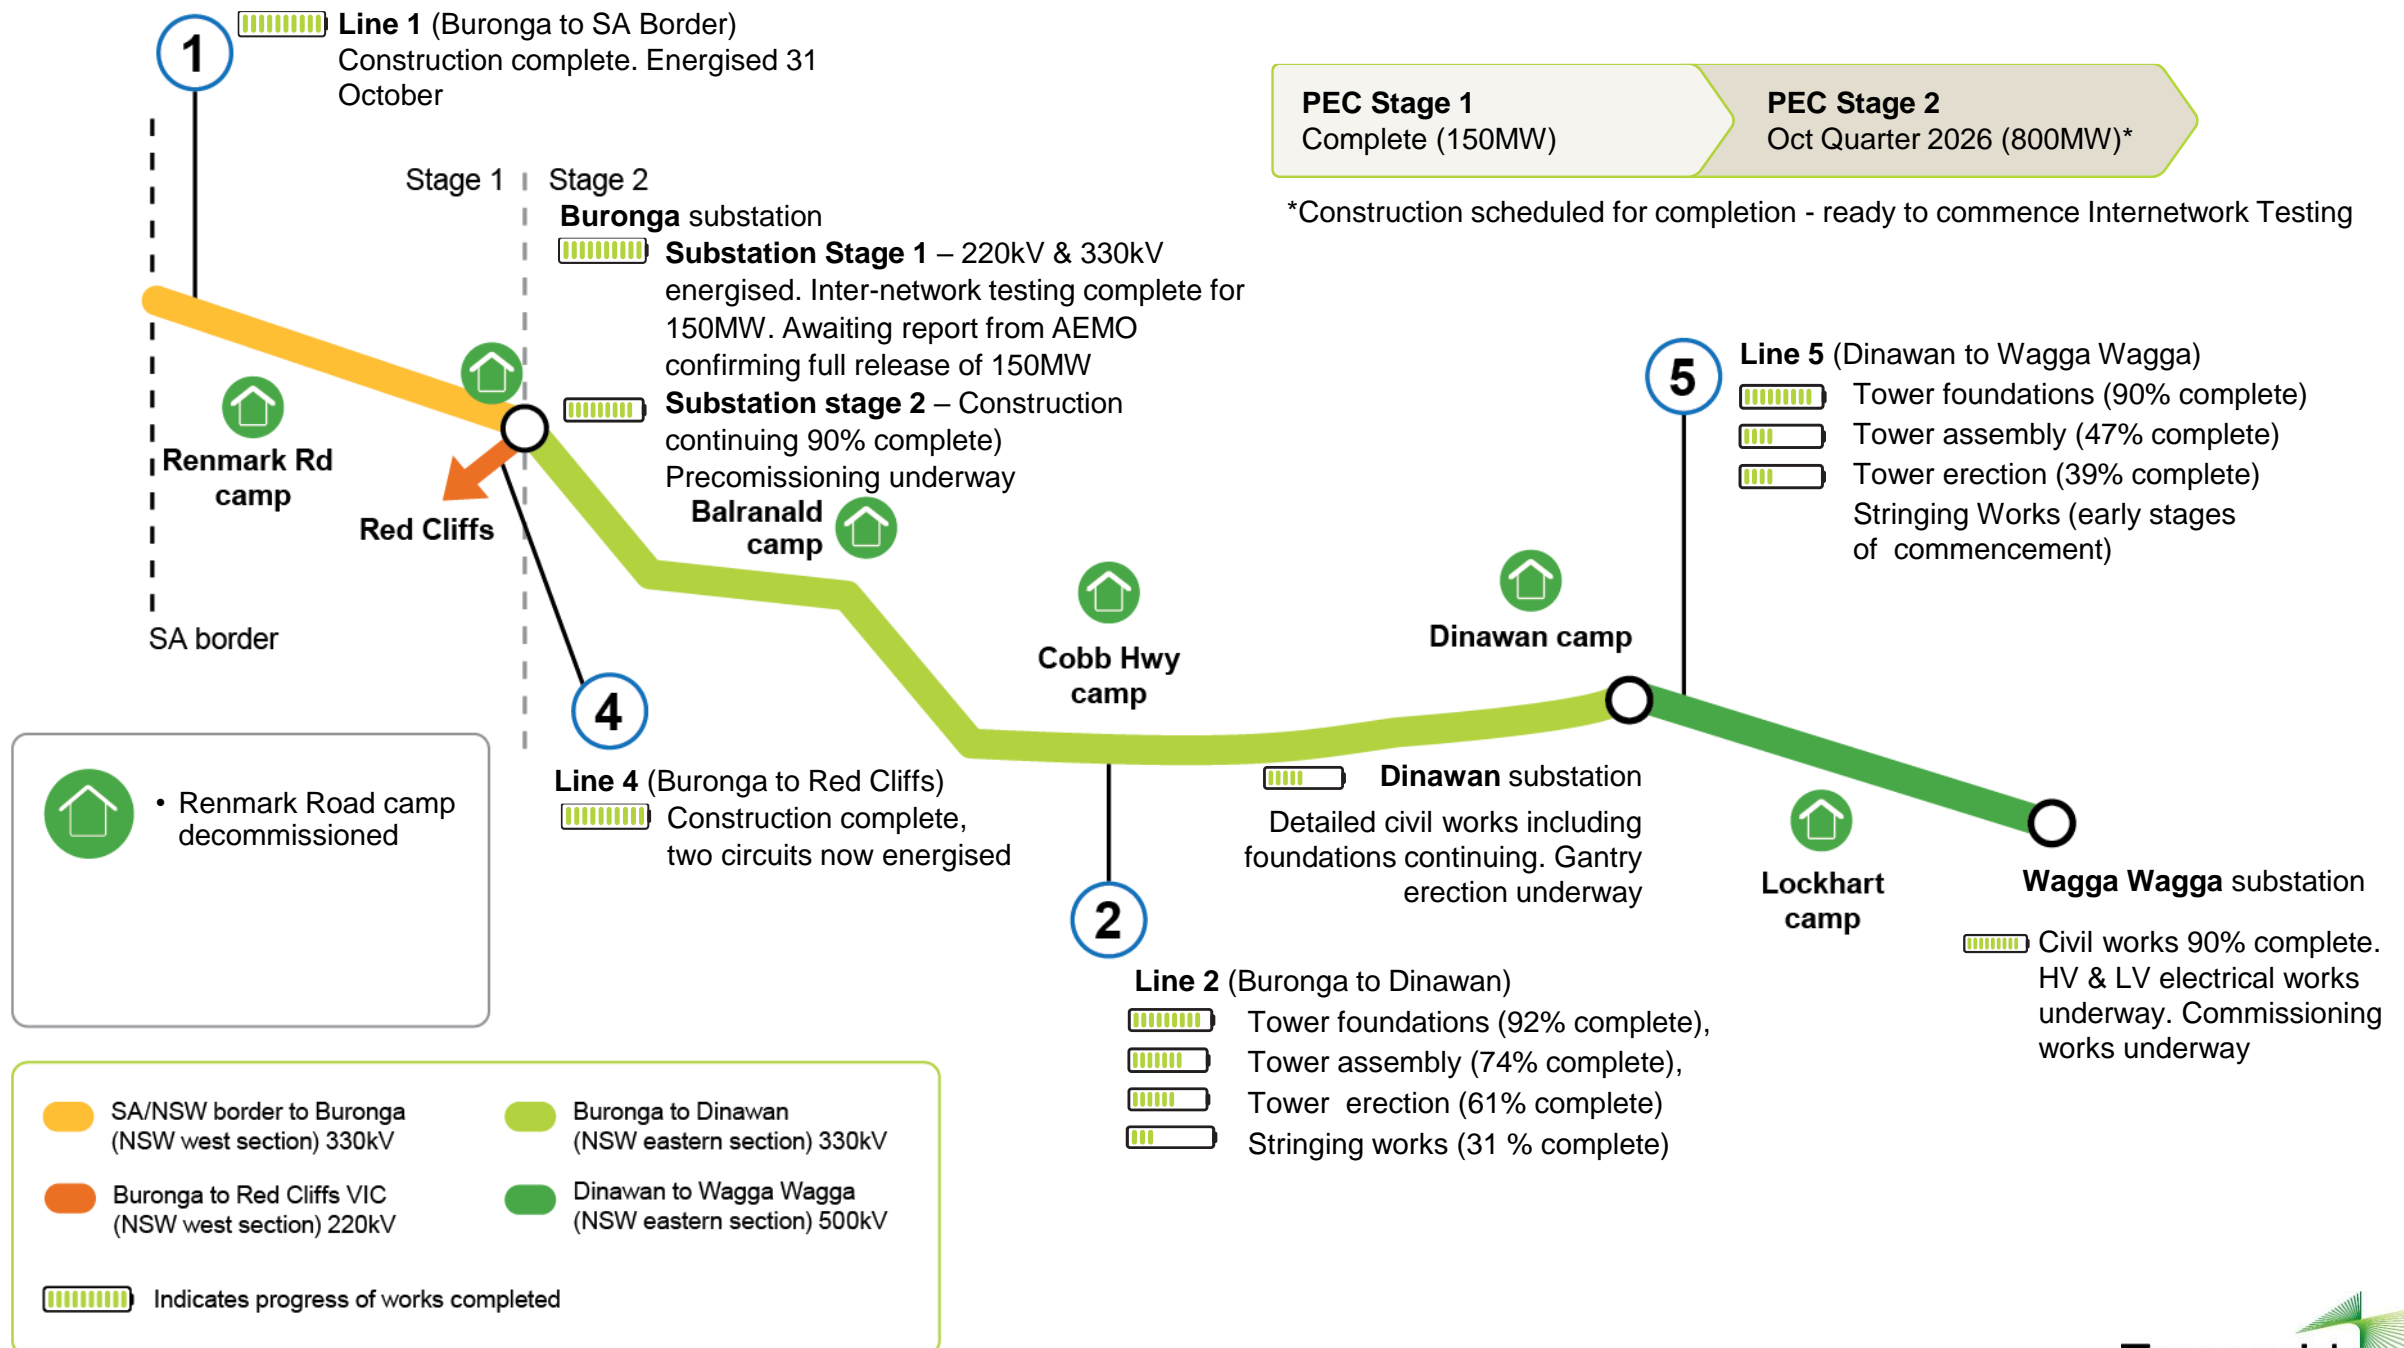 1
Line 1 (Buronga to SA Border)
Construction complete. Energised 31
October
PEC Stage 1
Complete (150MW)
PEC Stage 2
Oct Quarter 2026 (800MW)*
*Construction scheduled for completion - ready to commence Internetwork Testing
Stage 1
Stage 2
Buronga substation
Substation Stage 1 – 220kV & 330kV
energised. Inter-network testing complete for
150MW. Awaiting report from AEMO
confirming full release of 150MW
Substation stage 2 – Construction
continuing 90% complete)
Precomissioning underway
5
Line 5 (Dinawan to Wagga Wagga)
Tower foundations (90% complete)
Tower assembly (47% complete)
Tower erection (39% complete)
Stringing Works (early stages
of commencement)
Renmark Rd
camp
Red Cliffs
Balranald
camp
SA border
Cobb Hwy
camp
Dinawan camp
4
Line 4 (Buronga to Red Cliffs)
Construction complete,
two circuits now energised
• Renmark Road camp
decommissioned
Dinawan substation
Detailed civil works including
foundations continuing. Gantry
erection underway
Lockhart
camp
Wagga Wagga substation
Civil works 90% complete.
HV & LV electrical works
underway. Commissioning
works underway
2
Line 2 (Buronga to Dinawan)
Tower foundations (92% complete),
Tower assembly (74% complete),
Tower erection (61% complete)
Stringing works (31 % complete)
SA/NSW border to Buronga
(NSW west section) 330kV
Buronga to Dinawan
(NSW eastern section) 330kV
Buronga to Red Cliffs VIC
(NSW west section) 220kV
Dinawan to Wagga Wagga
(NSW eastern section) 500kV
Indicates progress of works completed